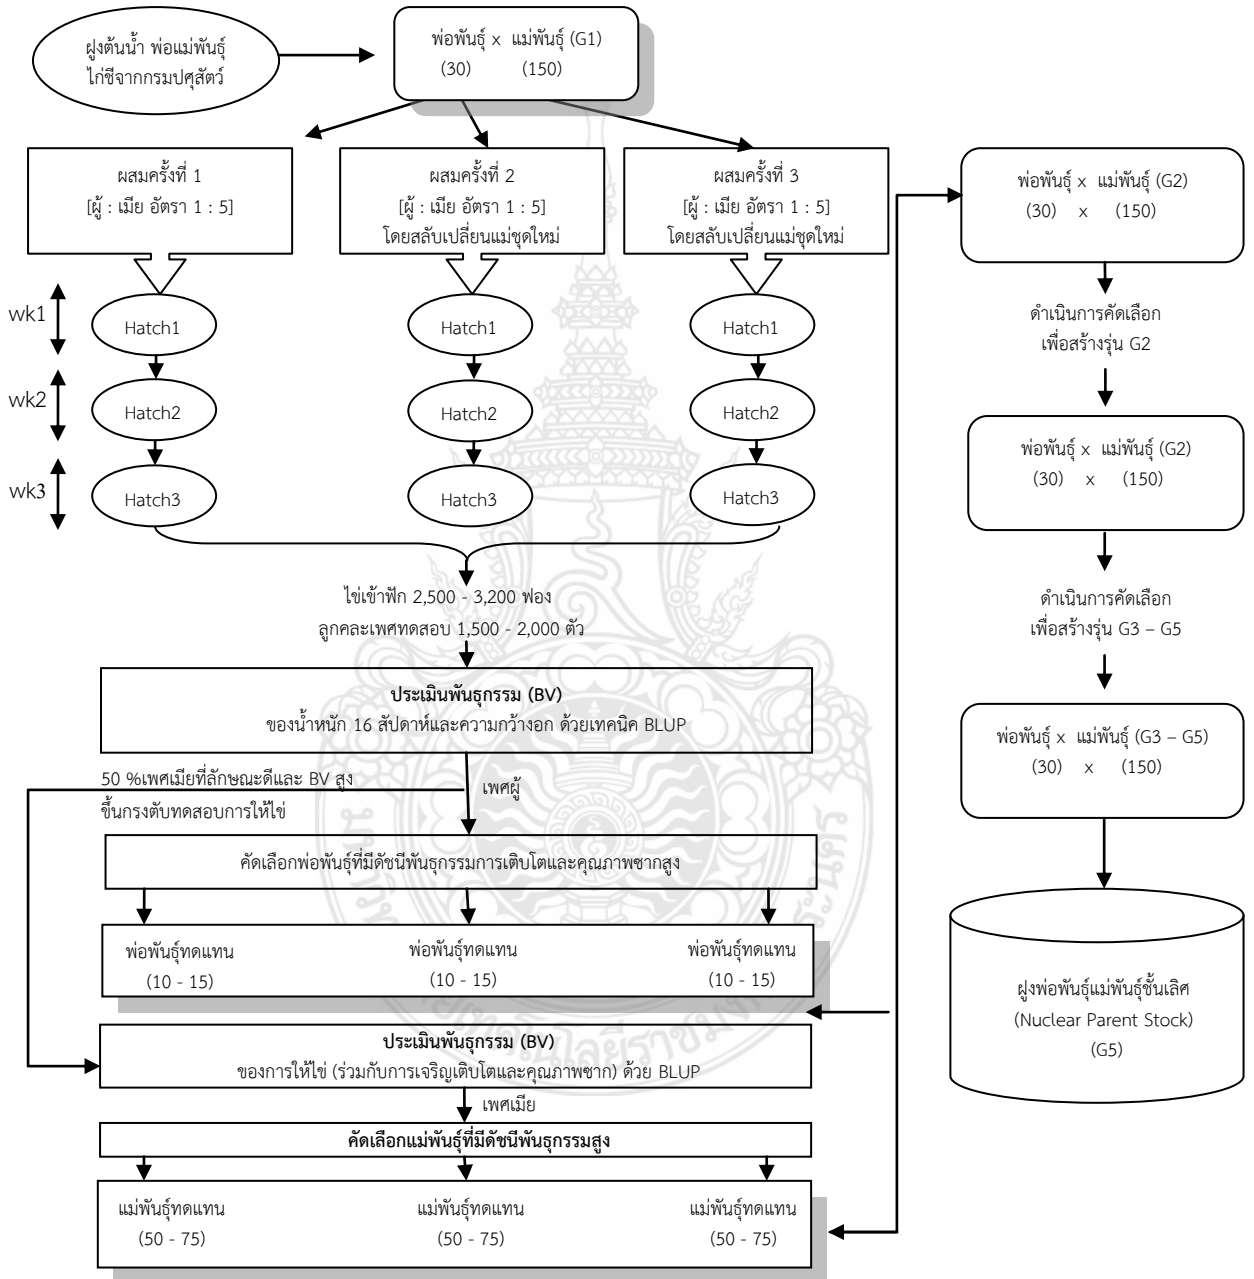 ฝูงต้นน้ำ พ่อแม่พันธุ์
ไก่ชีจากกรมปศุสัตว์
พ่อพันธุ์ x แม่พันธุ์ (G1)
(30) (150)
ผสมครั้งที่ 1
[ผู้ : เมีย อัตรา 1 : 5]
ผสมครั้งที่ 2
[ผู้ : เมีย อัตรา 1 : 5]
โดยสลับเปลี่ยนแม่ชุดใหม่
ผสมครั้งที่ 3
[ผู้ : เมีย อัตรา 1 : 5]
โดยสลับเปลี่ยนแม่ชุดใหม่
wk1
Hatch1
Hatch1
Hatch1
wk2
Hatch2
Hatch2
Hatch2
wk3
Hatch3
Hatch3
Hatch3
ไข่เข้าฟัก 2,500 - 3,200 ฟอง
ลูกคละเพศทดสอบ 1,500 - 2,000 ตัว
ประเมินพันธุกรรม (BV)
ของน้ำหนัก 16 สัปดาห์และความกว้างอก ด้วยเทคนิค BLUP
50 %เพศเมียที่ลักษณะดีและ BV สูง
ขึ้นกรงตับทดสอบการให้ไข่
เพศผู้
คัดเลือกพ่อพันธุ์ที่มีดัชนีพันธุกรรมการเติบโตและคุณภาพซากสูง
พ่อพันธุ์ทดแทน
(10 - 15)
พ่อพันธุ์ทดแทน
(10 - 15)
พ่อพันธุ์ทดแทน
(10 - 15)
ประเมินพันธุกรรม (BV)
ของการให้ไข่ (ร่วมกับการเจริญเติบโตและคุณภาพซาก) ด้วย BLUP
เพศเมีย
คัดเลือกแม่พันธุ์ที่มีดัชนีพันธุกรรมสูง
แม่พันธุ์ทดแทน
(50 - 75)
แม่พันธุ์ทดแทน
(50 - 75)
แม่พันธุ์ทดแทน
(50 - 75)
พ่อพันธุ์ x แม่พันธุ์ (G2)
(30) x (150)
ดำเนินการคัดเลือก
เพื่อสร้างรุ่น G2
พ่อพันธุ์ x แม่พันธุ์ (G2)
(30) x (150)
ดำเนินการคัดเลือก
เพื่อสร้างรุ่น G3 – G5
พ่อพันธุ์ x แม่พันธุ์ (G3 – G5)
(30) x (150)
ฝูงพ่อพันธุ์แม่พันธุ์ชั้นเลิศ
(Nuclear Parent Stock)
(G5)